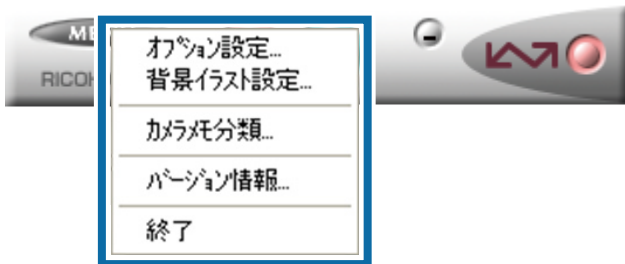 ME
RICOH
オプション設定...
背景イラスト設定...
カメラメモ分類...
バージョン情報...
終了